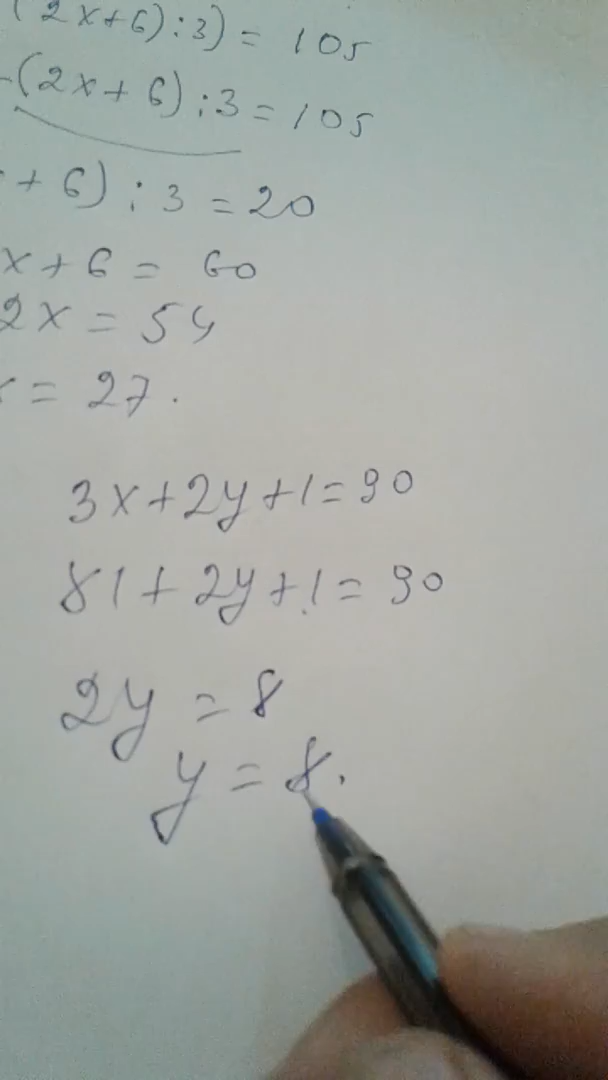 (2x+6):3)= 105
-(2x+6):3=105
+6):3=20
x+6= 60
2x=54
x=27.
3x+2y+1=90
81+2y+1=90
2y=8
y=8.